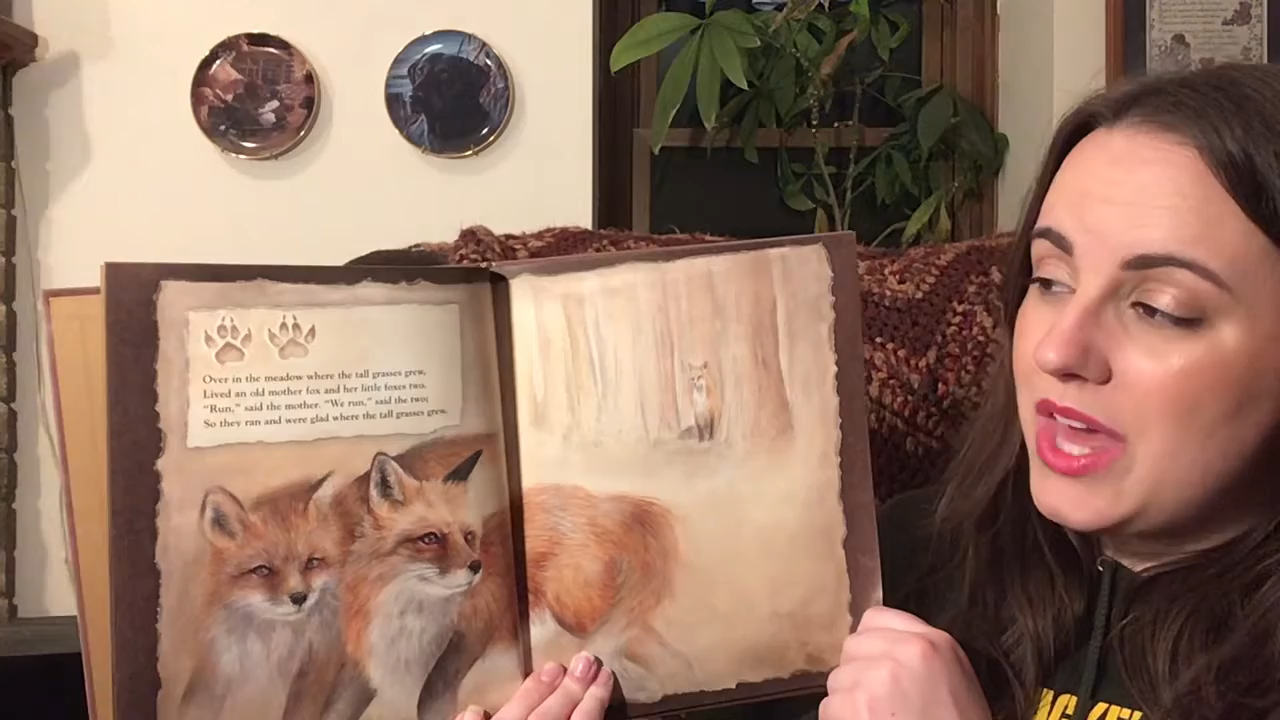 Over in the meadow where the tall grasses grew,
Lived an old mother fox and her little foxes two.
“Run,” said the mother. “We run,” said the two;
So they ran and were glad where the tall grasses grew.